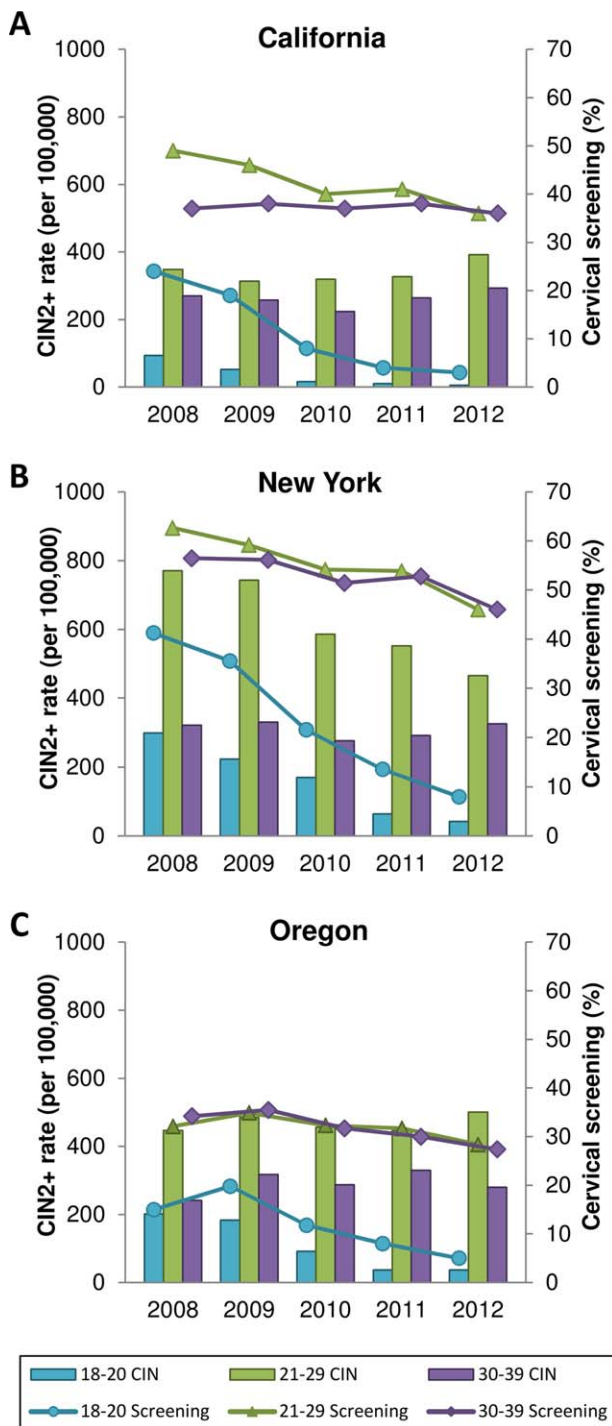 A
California
CIN2+ rate (per 100,000)
1000
800
600
400
200
0
70
60
50
40
30
20
10
0
Cervical screening (%)
2008 2009 2010 2011 2012
B
New York
CIN2+ rate (per 100,000)
1000
800
600
400
200
0
70
60
50
40
30
20
10
0
Cervical screening (%)
2008 2009 2010 2011 2012
C
Oregon
CIN2+ rate (per 100,000)
1000
800
600
400
200
0
70
60
50
40
30
20
10
0
Cervical screening (%)
2008 2009 2010 2011 2012
18-20 CIN 21-29 CIN 30-39 CIN
18-20 Screening 21-29 Screening 30-39 Screening